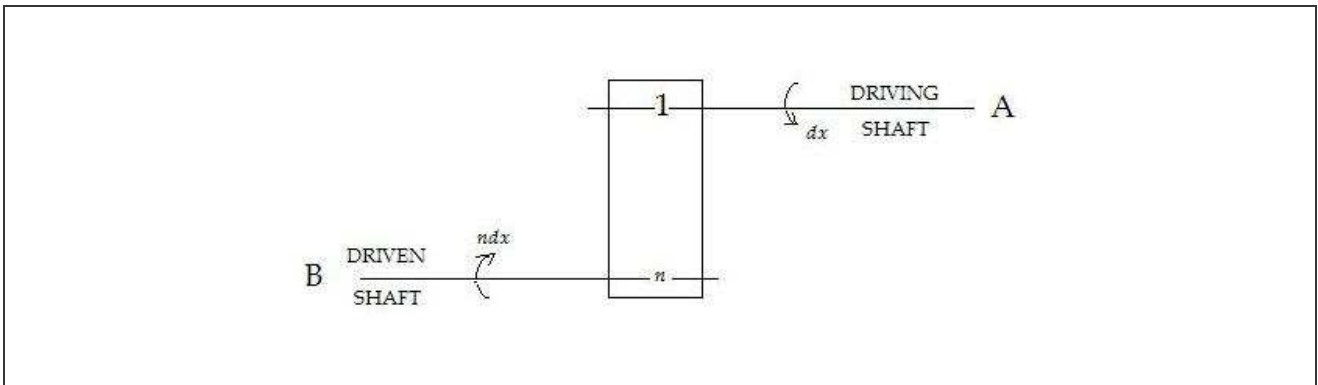 1
DRIVING
A
dx
SHAFT
ndx
DRIVEN
B
n
SHAFT